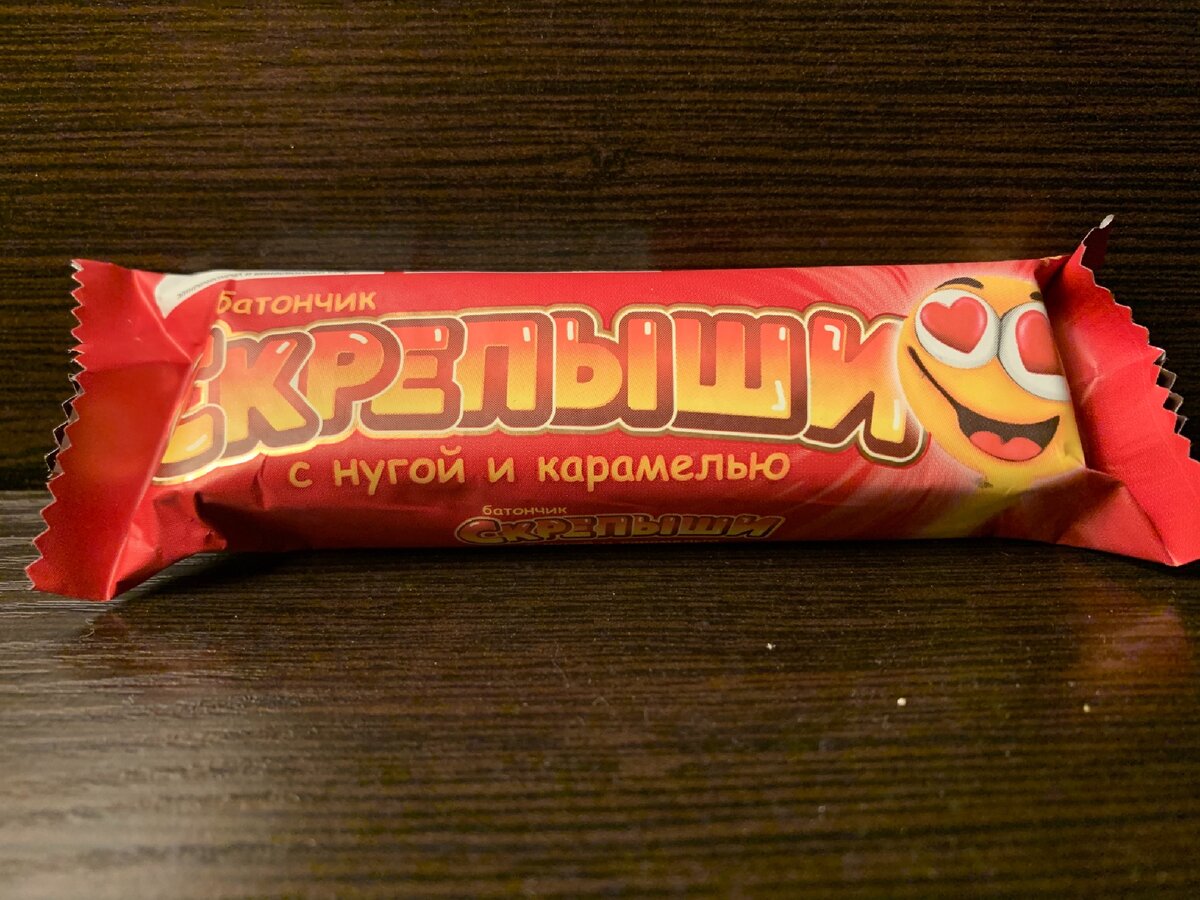 батончик
Скрепыши
с нугой и карамелью
батончик
Скрепыши